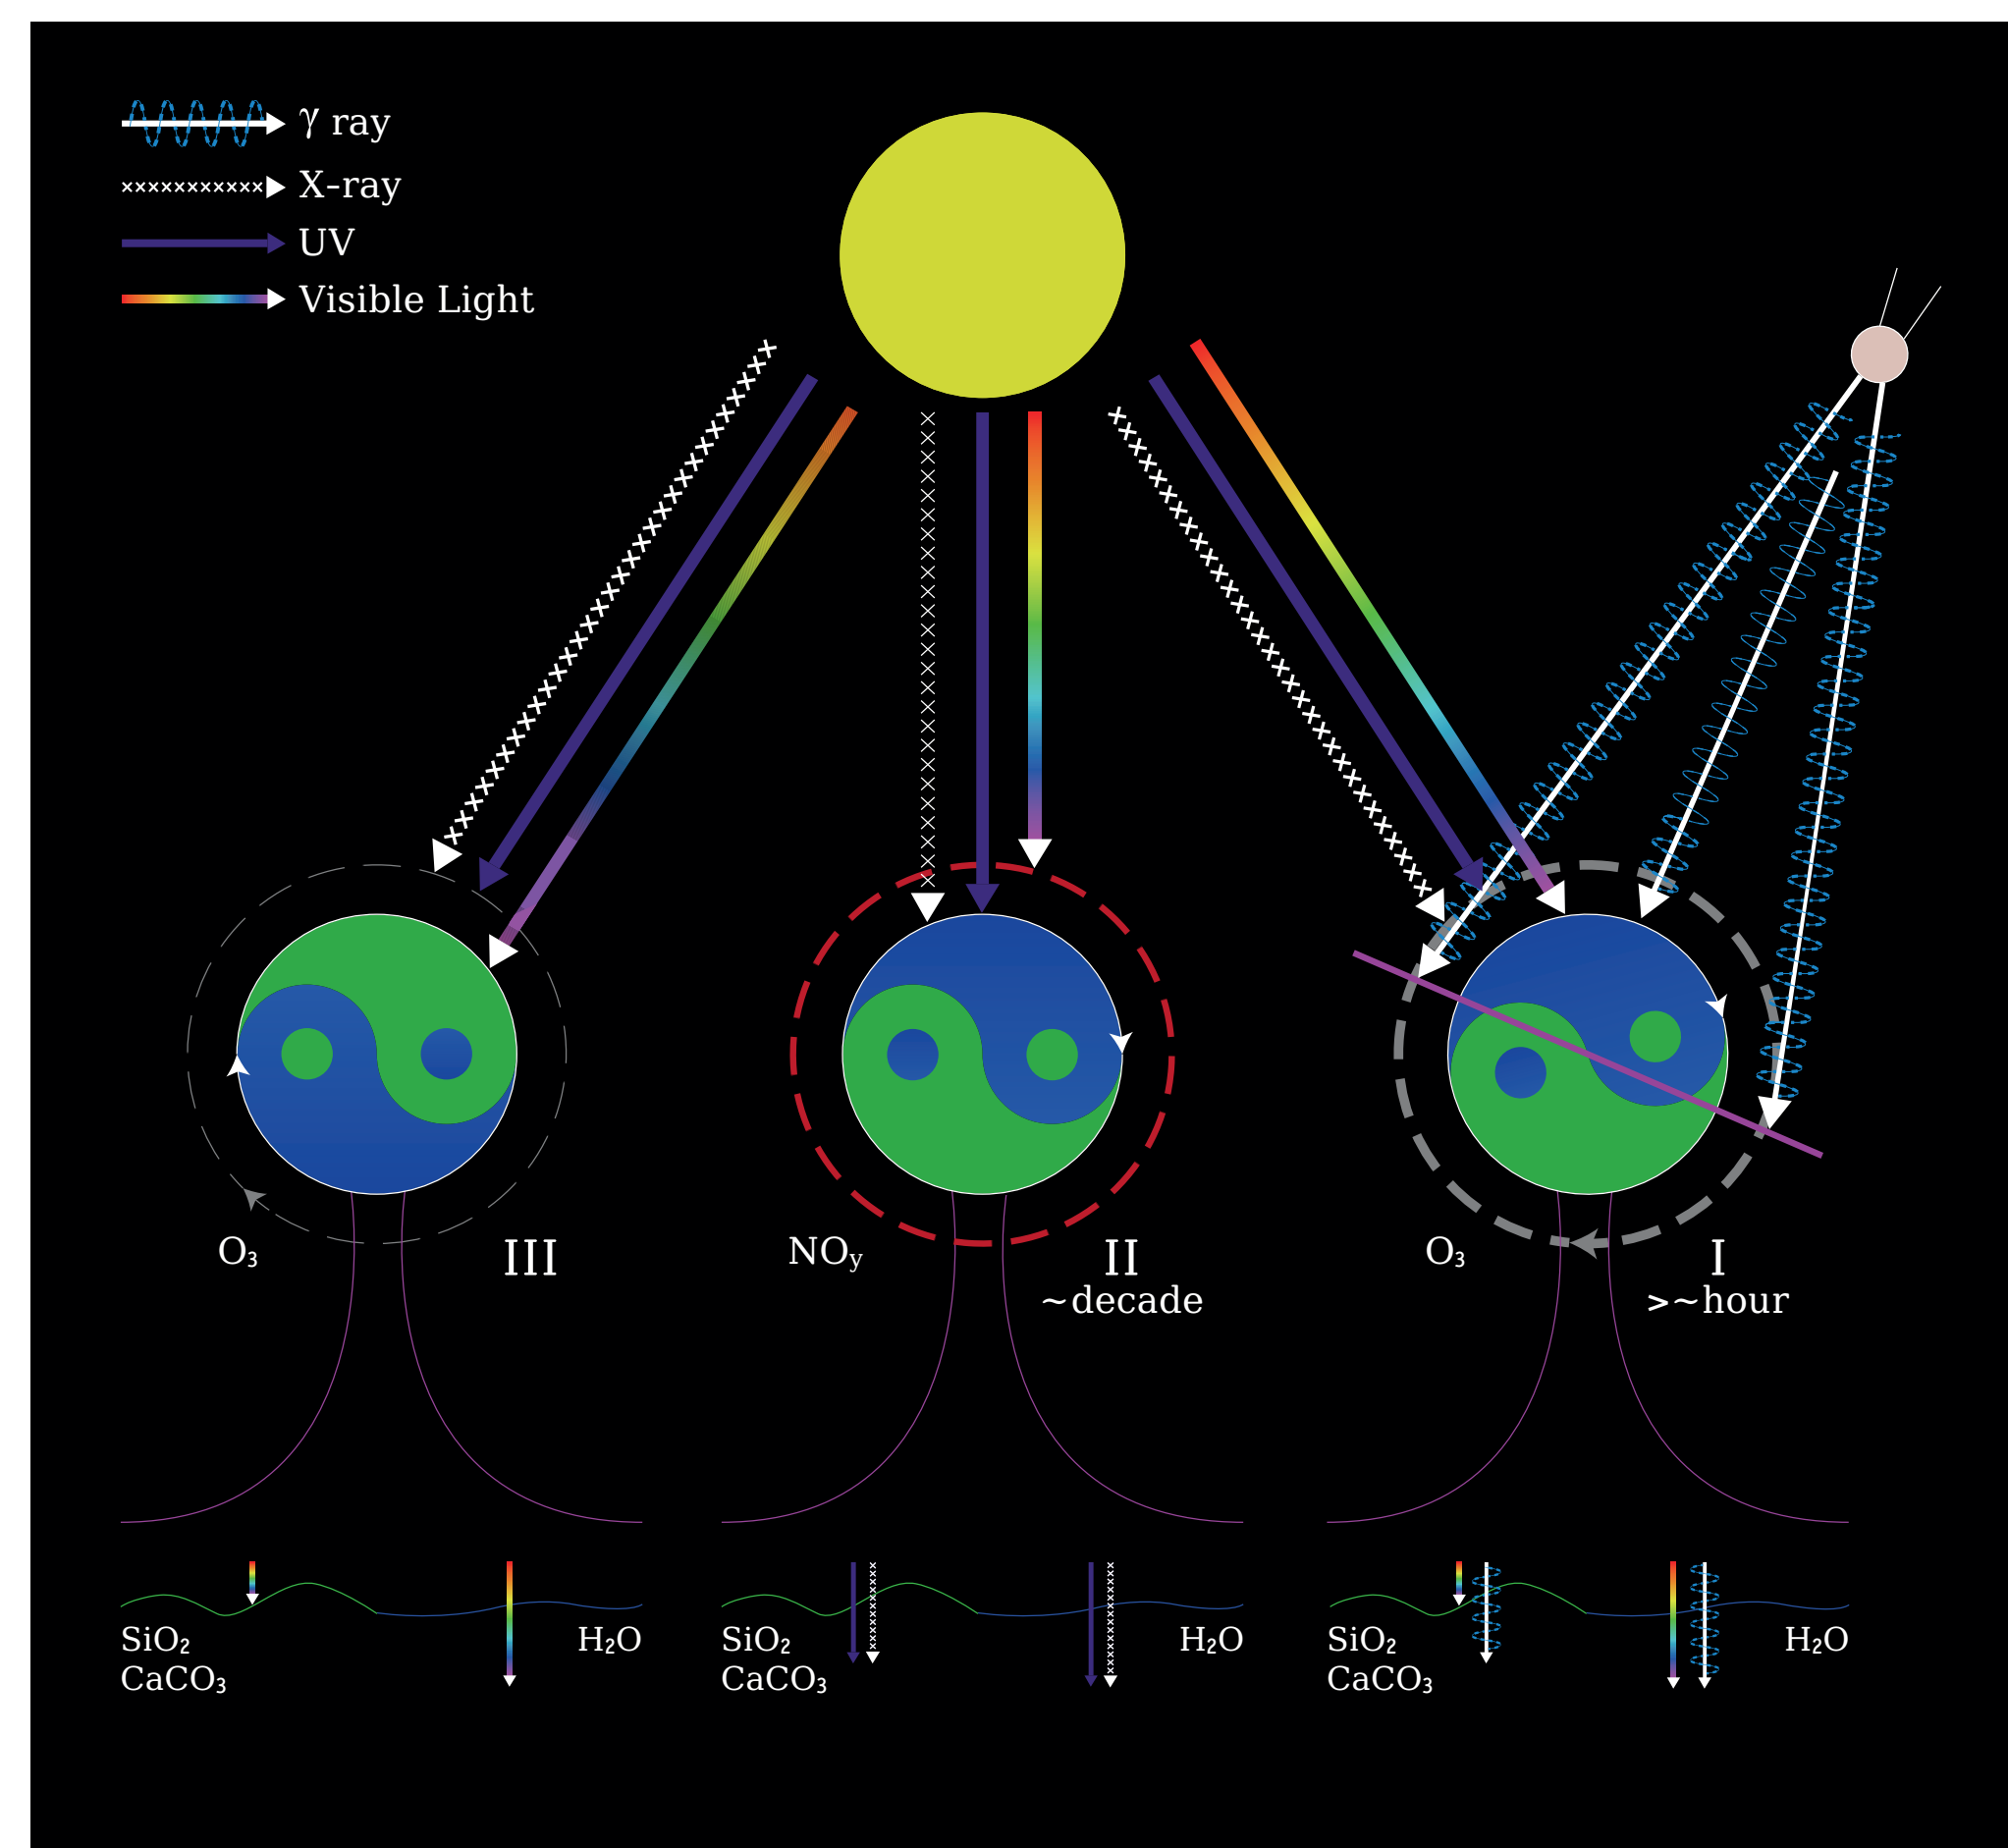 γ ray
X-ray
UV
Visible Light
O₃
III
NOy
II
~decade
O₃
I
>~hour
SiO₂
CaCO₃
H₂O
SiO₂
CaCO₃
H₂O
SiO₂
CaCO₃
H₂O